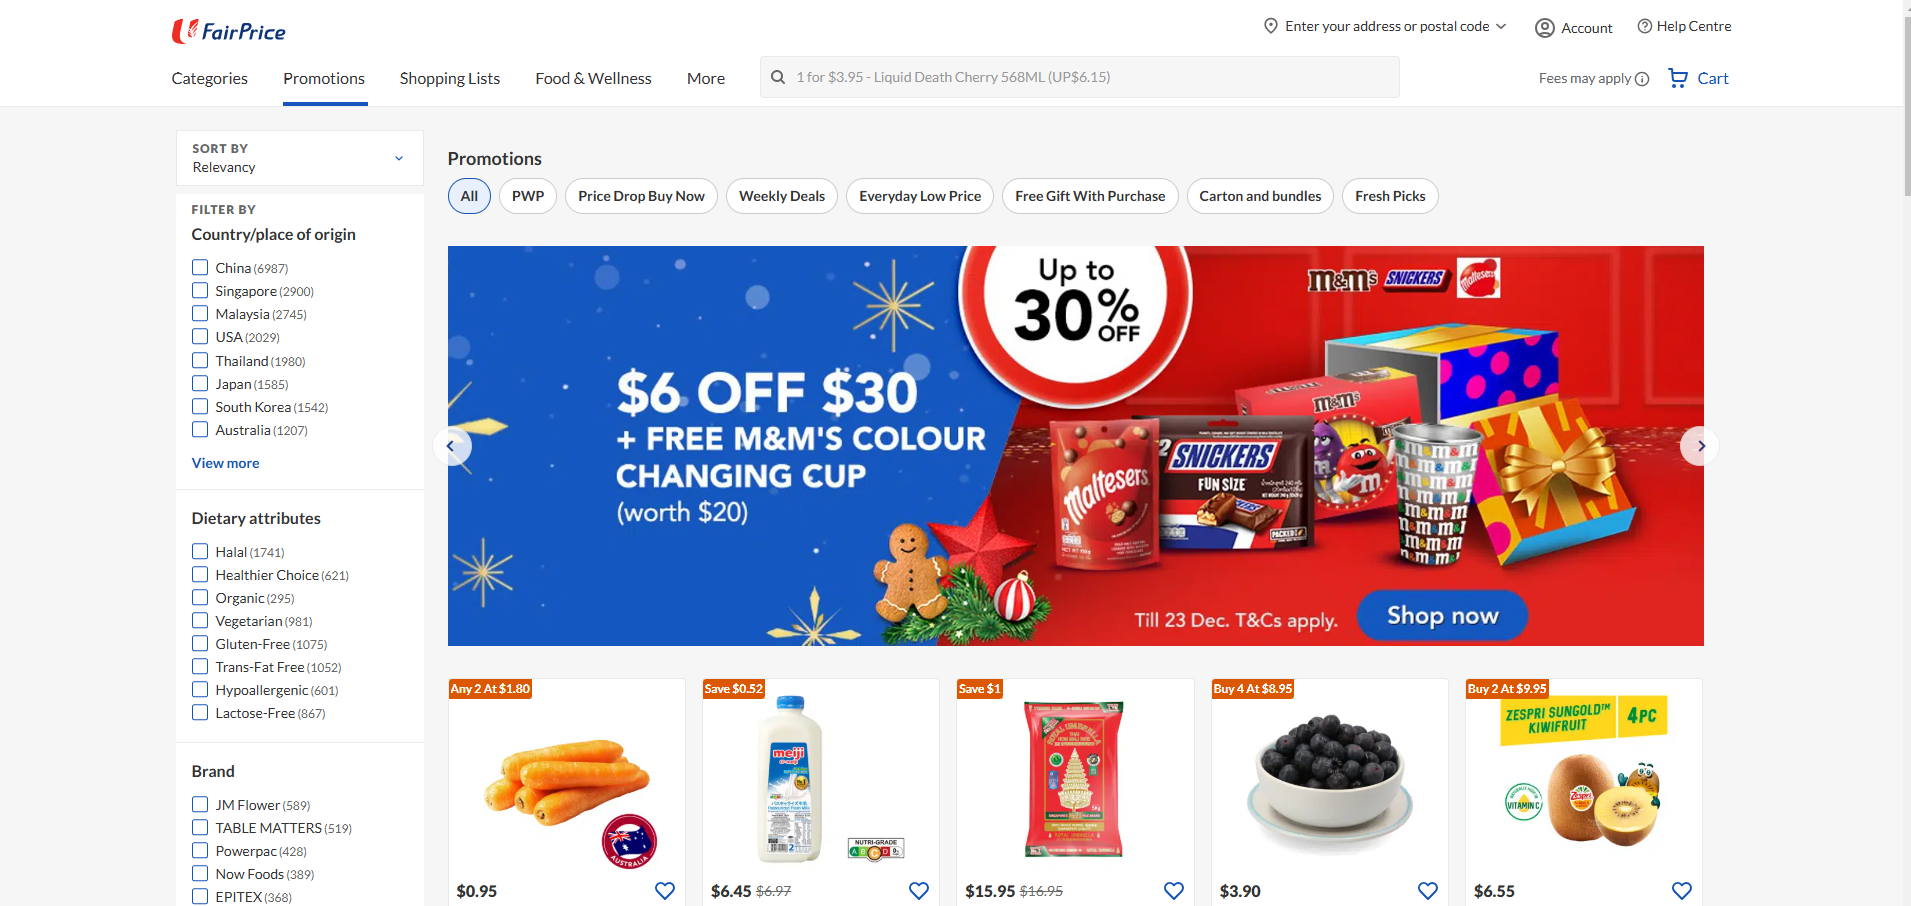 FairPrice
Enter your address or postal code
Account
Help Centre
Categories
Promotions
Shopping Lists
Food & Wellness
More
1 for $3.95 - Liquid Death Cherry 568ML (UP$6.15)
Fees may apply
Cart
SORT BY
Relevancy
FILTER BY
Country/place of origin
China (6987)
Singapore (2900)
Malaysia (2745)
USA (2029)
Thailand (1980)
Japan (1585)
South Korea (1542)
Australia (1207)
View more
Dietary attributes
Halal (1741)
Healthier Choice (621)
Organic (295)
Vegetarian (981)
Gluten-Free (1075)
Trans-Fat Free (1052)
Hypoallergenic (601)
Lactose-Free (867)
Brand
JM Flower (589)
TABLE MATTERS (519)
Powerpac (428)
Now Foods (389)
EPITEX (368)
Promotions
All
PWP
Price Drop Buy Now
Weekly Deals
Everyday Low Price
Free Gift With Purchase
Carton and bundles
Fresh Picks
Up to
30%
OFF
m&m's
SNICKERS
Maltesers
$6 OFF $30
+ FREE M&M'S COLOUR
CHANGING CUP
(worth $20)
m&m's
Maltesers
SNICKERS
FUN SIZE
Till 23 Dec. T&Cs apply.
Shop now
Any 2 At $1.80
AUSTRALIA
$0.95
Save $0.52
meiji
NUTRI-GRADE
A B C D
$6.45 $6.97
Save $1
ROYAL UMBRELLA
$15.95 $16.95
Buy 4 At $8.95
$3.90
Buy 2 At $9.95
ZESPRI SUNGOLD™
KIWIFRUIT
4PC
VITAMIN C
Zespri
$6.55